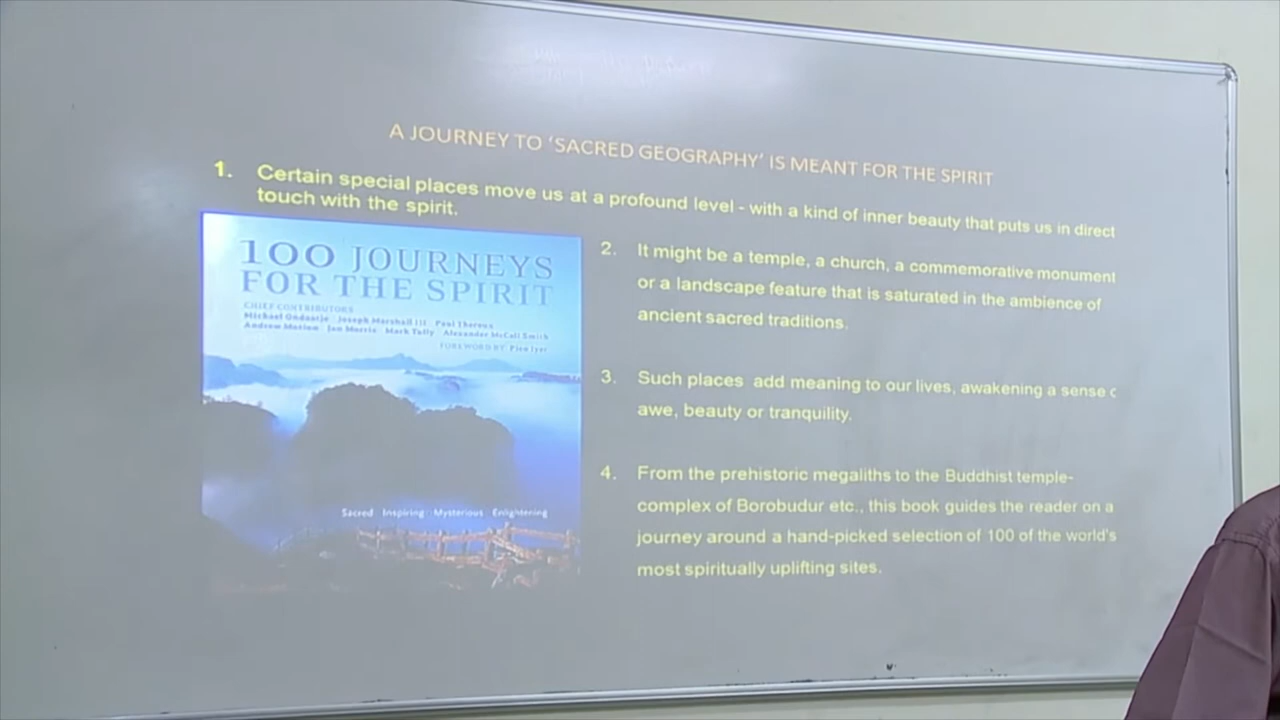 A JOURNEY TO ‘SACRED GEOGRAPHY’ IS MEANT FOR THE SPIRIT
1. Certain special places move us at a profound level - with a kind of inner beauty that puts us in direct
touch with the spirit.
100 JOURNEYS
FOR THE SPIRIT
CHIEF CONTRIBUTORS
Michael Ondaatje Joseph Marshall III Paul Theroux
Andrew Motion Jan Morris Mark Tully Alexander McCall Smith
FOREWORD BY Pico Iyer
Sacred Inspiring Mysterious Enlightening
2. It might be a temple, a church, a commemorative monument
or a landscape feature that is saturated in the ambience of
ancient sacred traditions.
3. Such places add meaning to our lives, awakening a sense
awe, beauty or tranquility.
4. From the prehistoric megaliths to the Buddhist temple-
complex of Borobudur etc., this book guides the reader on a
journey around a hand-picked selection of 100 of the world's
most spiritually uplifting sites.